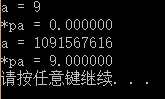 a = 9
*pa = 0.000000
a = 1091567616
*pa = 9.000000
请按任意键继续. . .